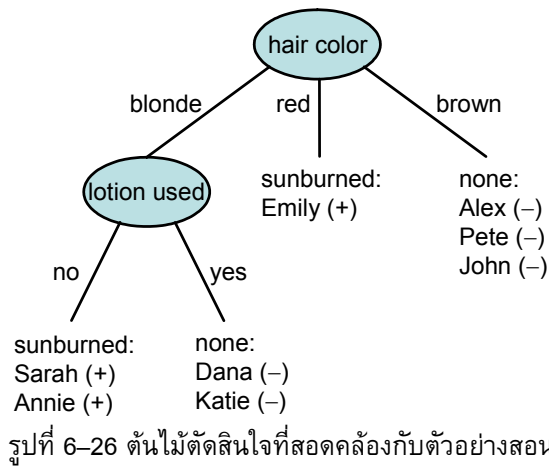 hair color
blonde
red
brown
lotion used
sunburned:
Emily (+)
none:
Alex (–)
Pete (–)
John (–)
no
yes
sunburned:
Sarah (+)
Annie (+)
none:
Dana (–)
Katie (–)
รูปที่ 6–26 ต้นไม้ตัดสินใจที่สอดคล้องกับตัวอย่างสอน